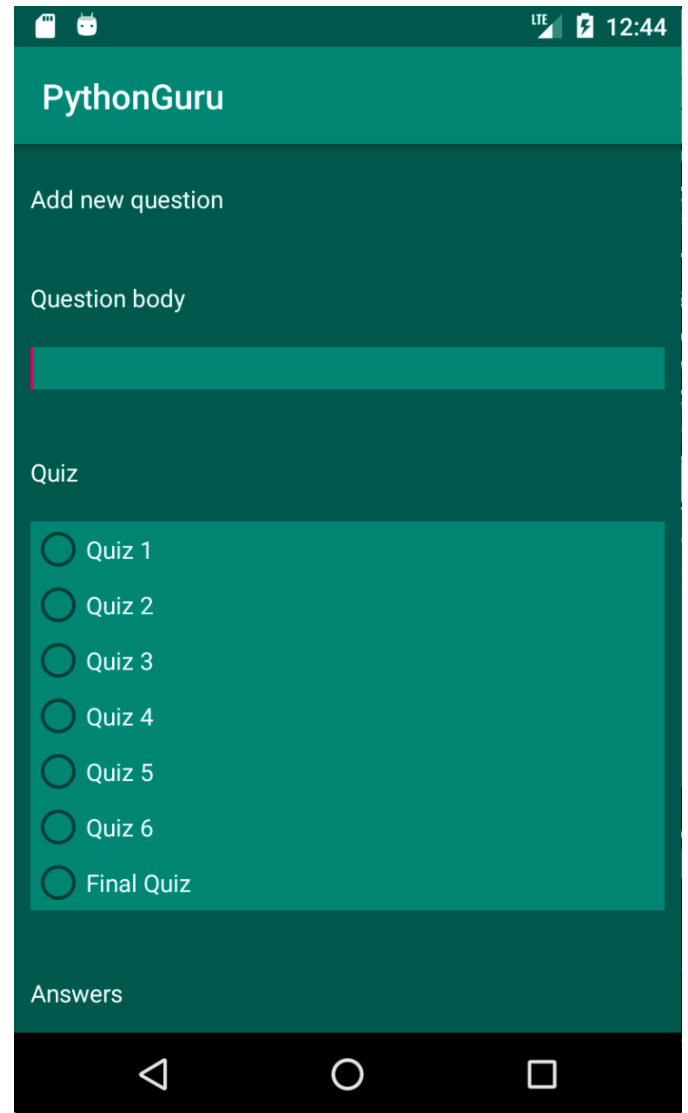 LTE 12:44
PythonGuru
Add new question
Question body
Quiz
Quiz 1
Quiz 2
Quiz 3
Quiz 4
Quiz 5
Quiz 6
Final Quiz
Answers